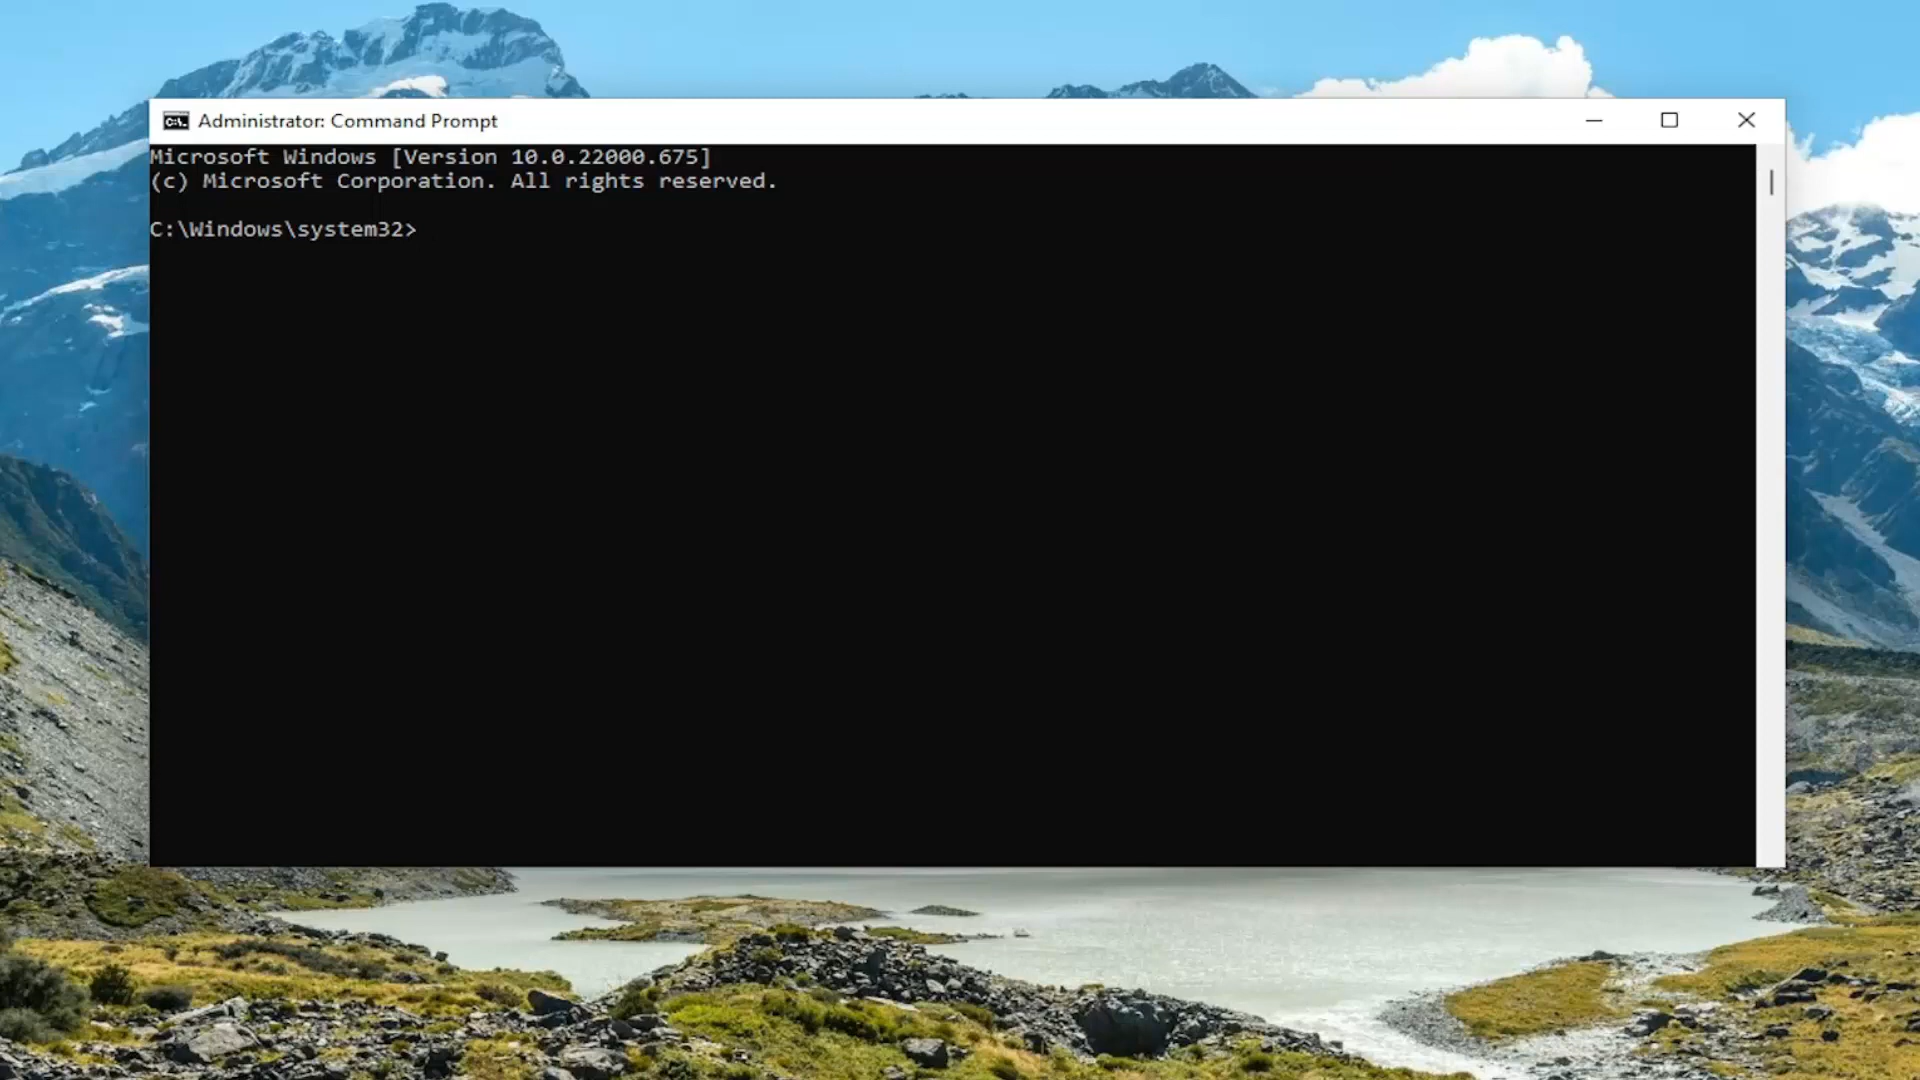 Administrator: Command Prompt
Microsoft Windows [Version 10.0.22000.675]
(c) Microsoft Corporation. All rights reserved.
C:\Windows\system32>